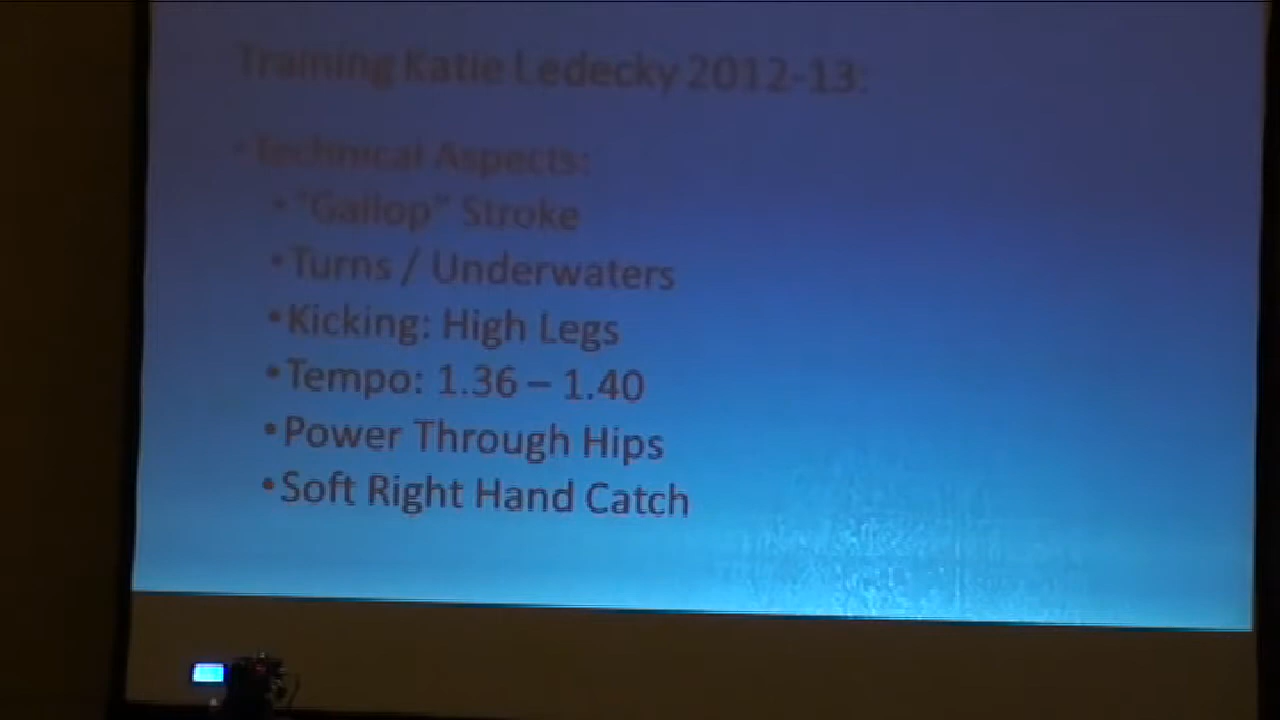 Training Katie Ledecky 2012-13:
• Technical Aspects:
• "Gallop" Stroke
• Turns / Underwaters
• Kicking: High Legs
• Tempo: 1.36 – 1.40
• Power Through Hips
• Soft Right Hand Catch